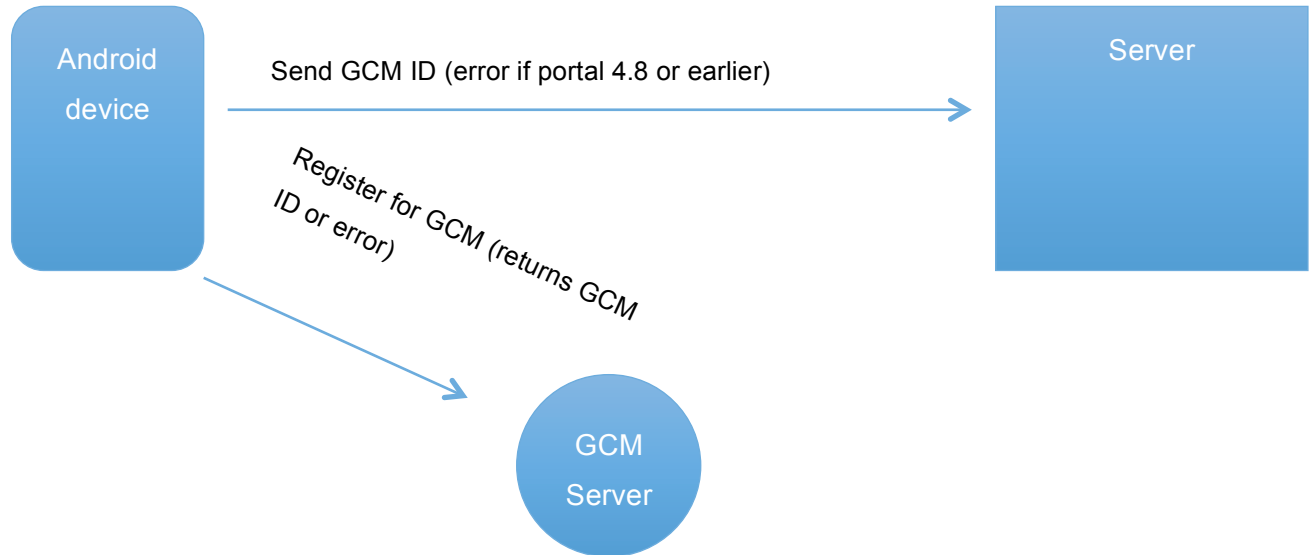 Android
device
Send GCM ID (error if portal 4.8 or earlier)
Server
Register for GCM (returns GCM
ID or error)
GCM
Server